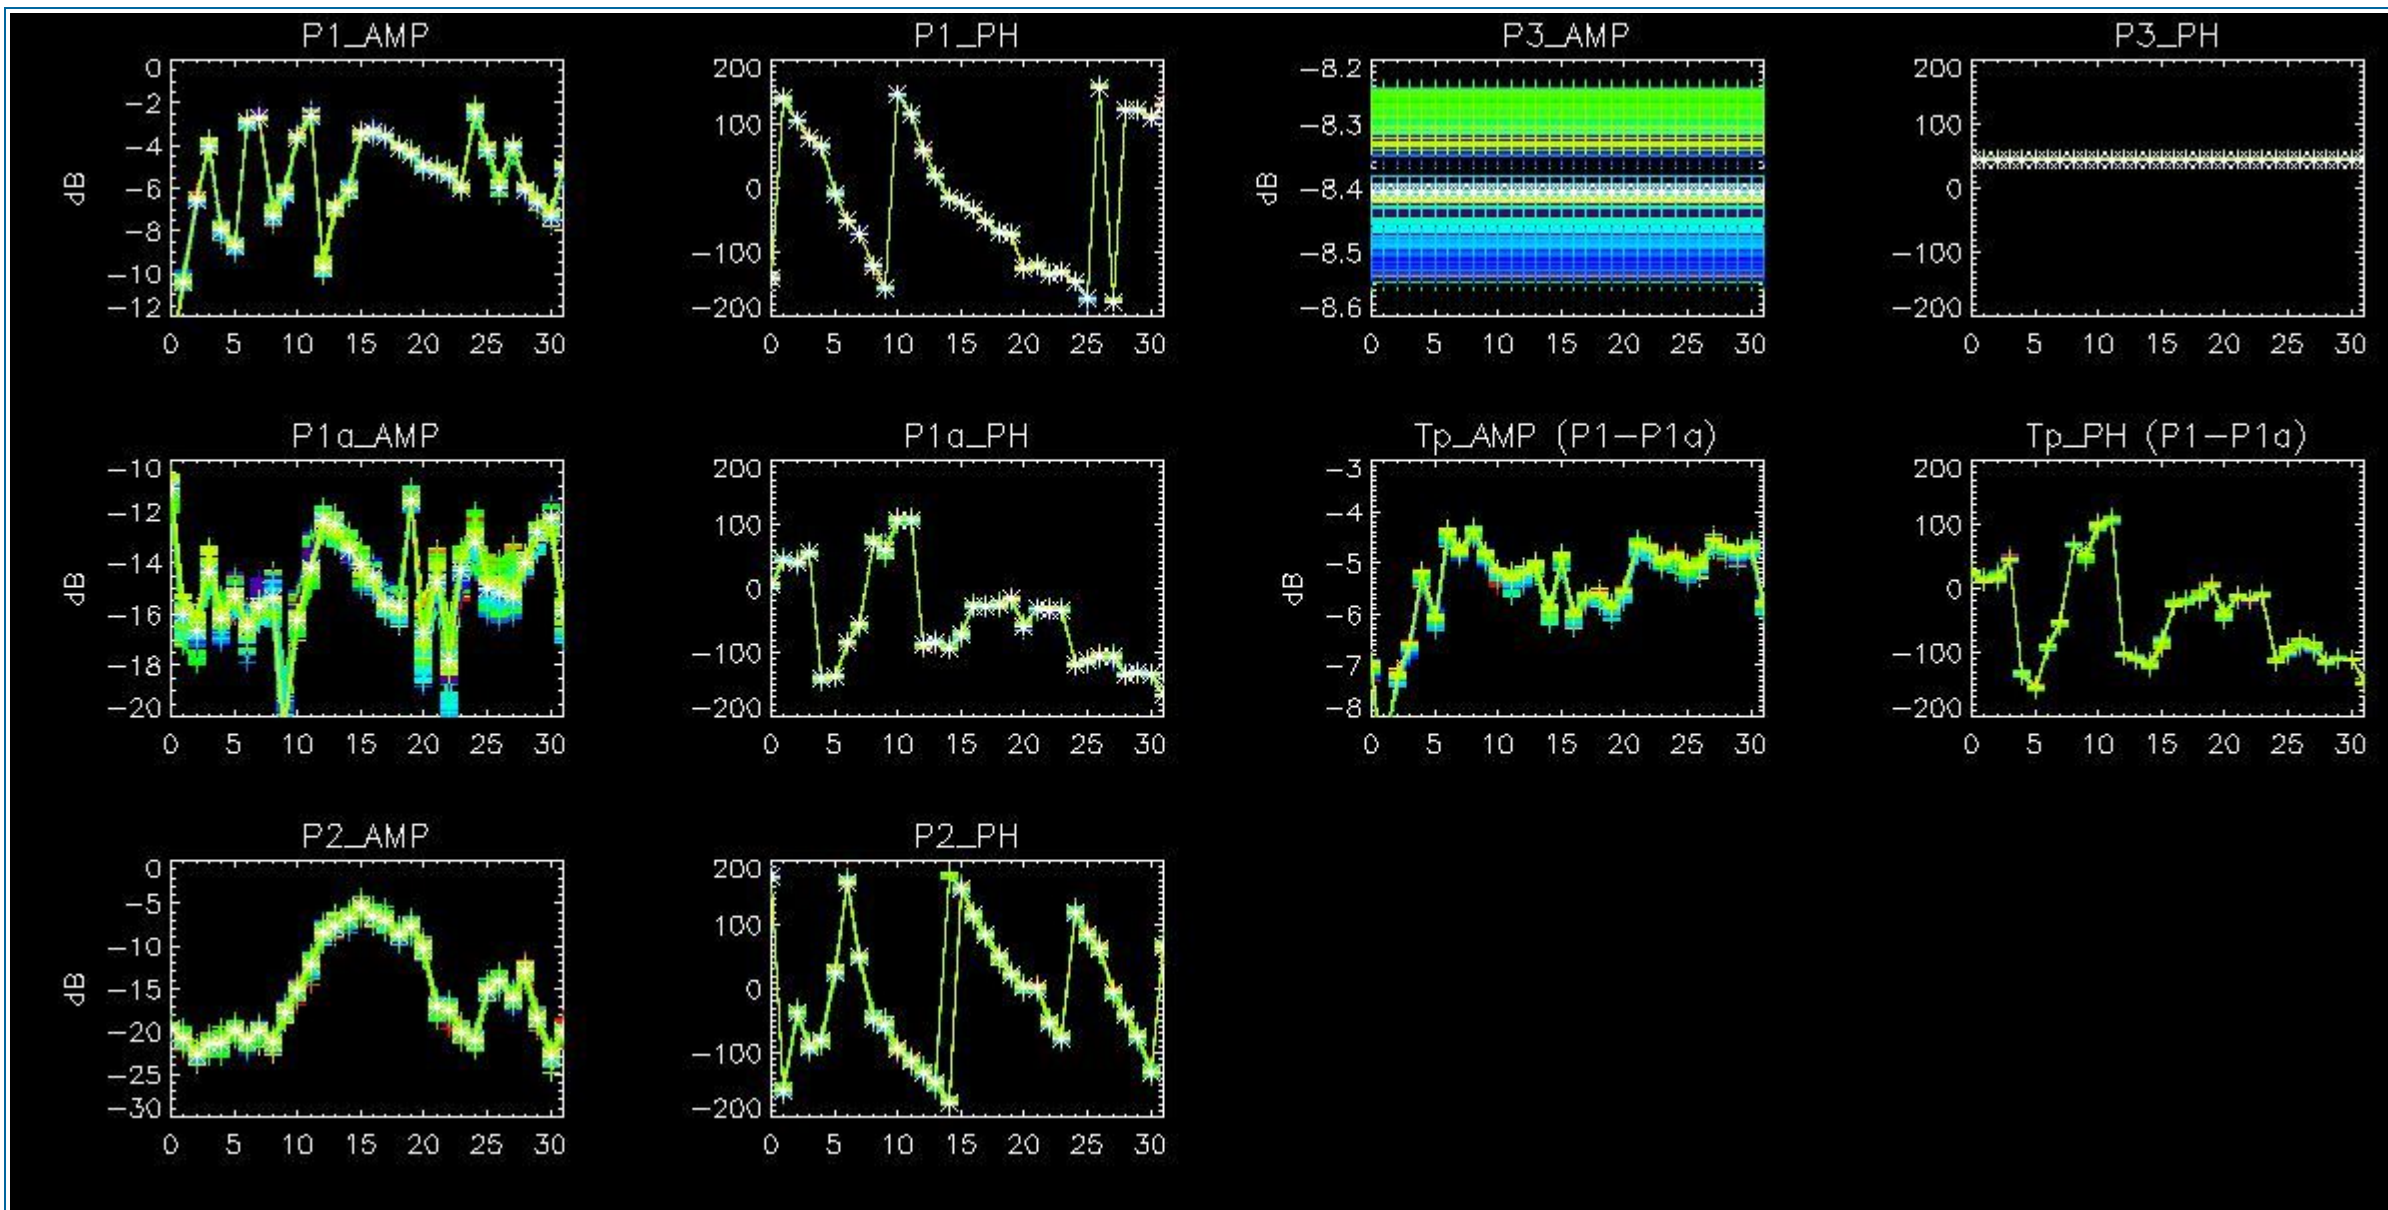 P1_AMP
P1_PH
P3_AMP
P3_PH
0
−2
−4
−6
−8
−10
−12
dB
0 5 10 15 20 25 30
200
100
0
−100
−200
0 5 10 15 20 25 30
−8.2
−8.3
−8.4
−8.5
−8.6
dB
0 5 10 15 20 25 30
200
100
0
−100
−200
0 5 10 15 20 25 30
P1a_AMP
P1a_PH
Tp_AMP (P1−P1a)
Tp_PH (P1−P1a)
−10
−12
−14
−16
−18
−20
dB
0 5 10 15 20 25 30
200
100
0
−100
−200
0 5 10 15 20 25 30
−3
−4
−5
−6
−7
−8
dB
0 5 10 15 20 25 30
200
100
0
−100
−200
0 5 10 15 20 25 30
P2_AMP
P2_PH
0
−5
−10
−15
−20
−25
−30
dB
0 5 10 15 20 25 30
200
100
0
−100
−200
0 5 10 15 20 25 30